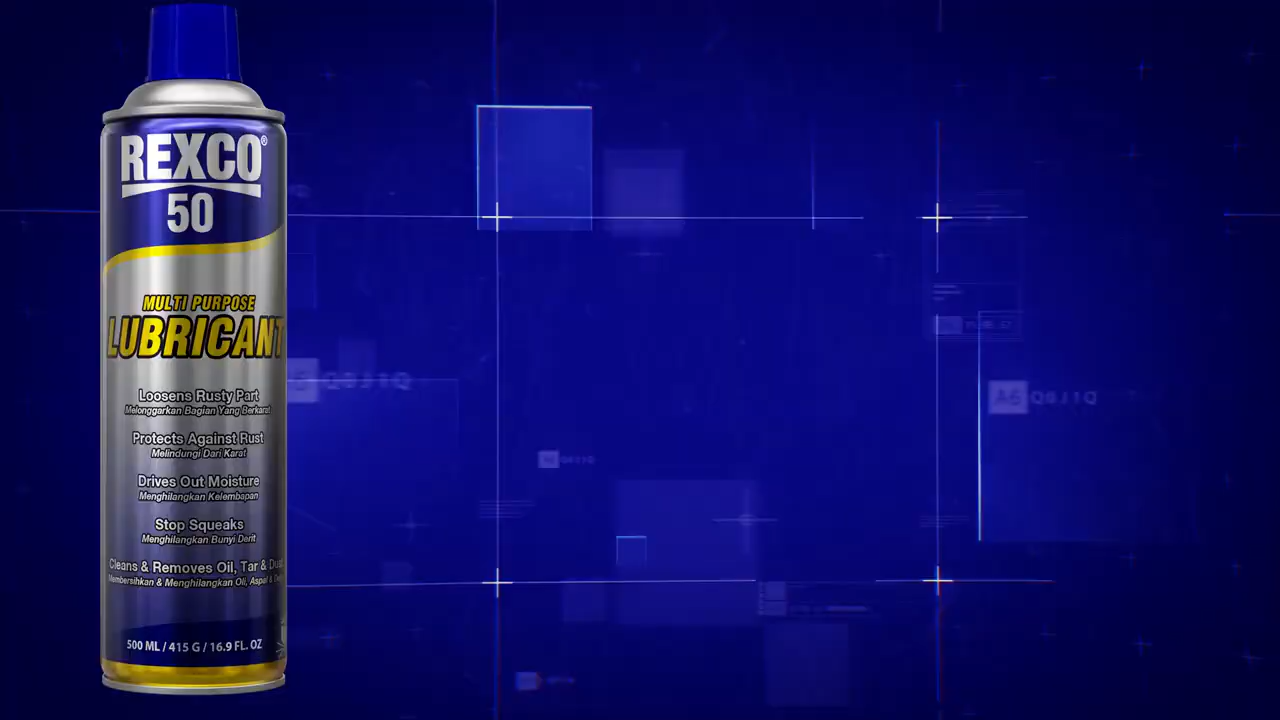 REXCO®
50
MULTI PURPOSE
LUBRICANT
Loosens Rusty Part
Melonggarkan Bagian Yang Berkarat
Protects Against Rust
Melindungi Dari Karat
Drives Out Moisture
Menghilangkan Kelembapan
Stop Squeaks
Menghilangkan Bunyi Derit
Cleans & Removes Oil, Tar & Dust
Membersihkan & Menghilangkan Oli, Aspal &
500 ML / 415 G / 16.9 FL. OZ
A6 Q8J1Q